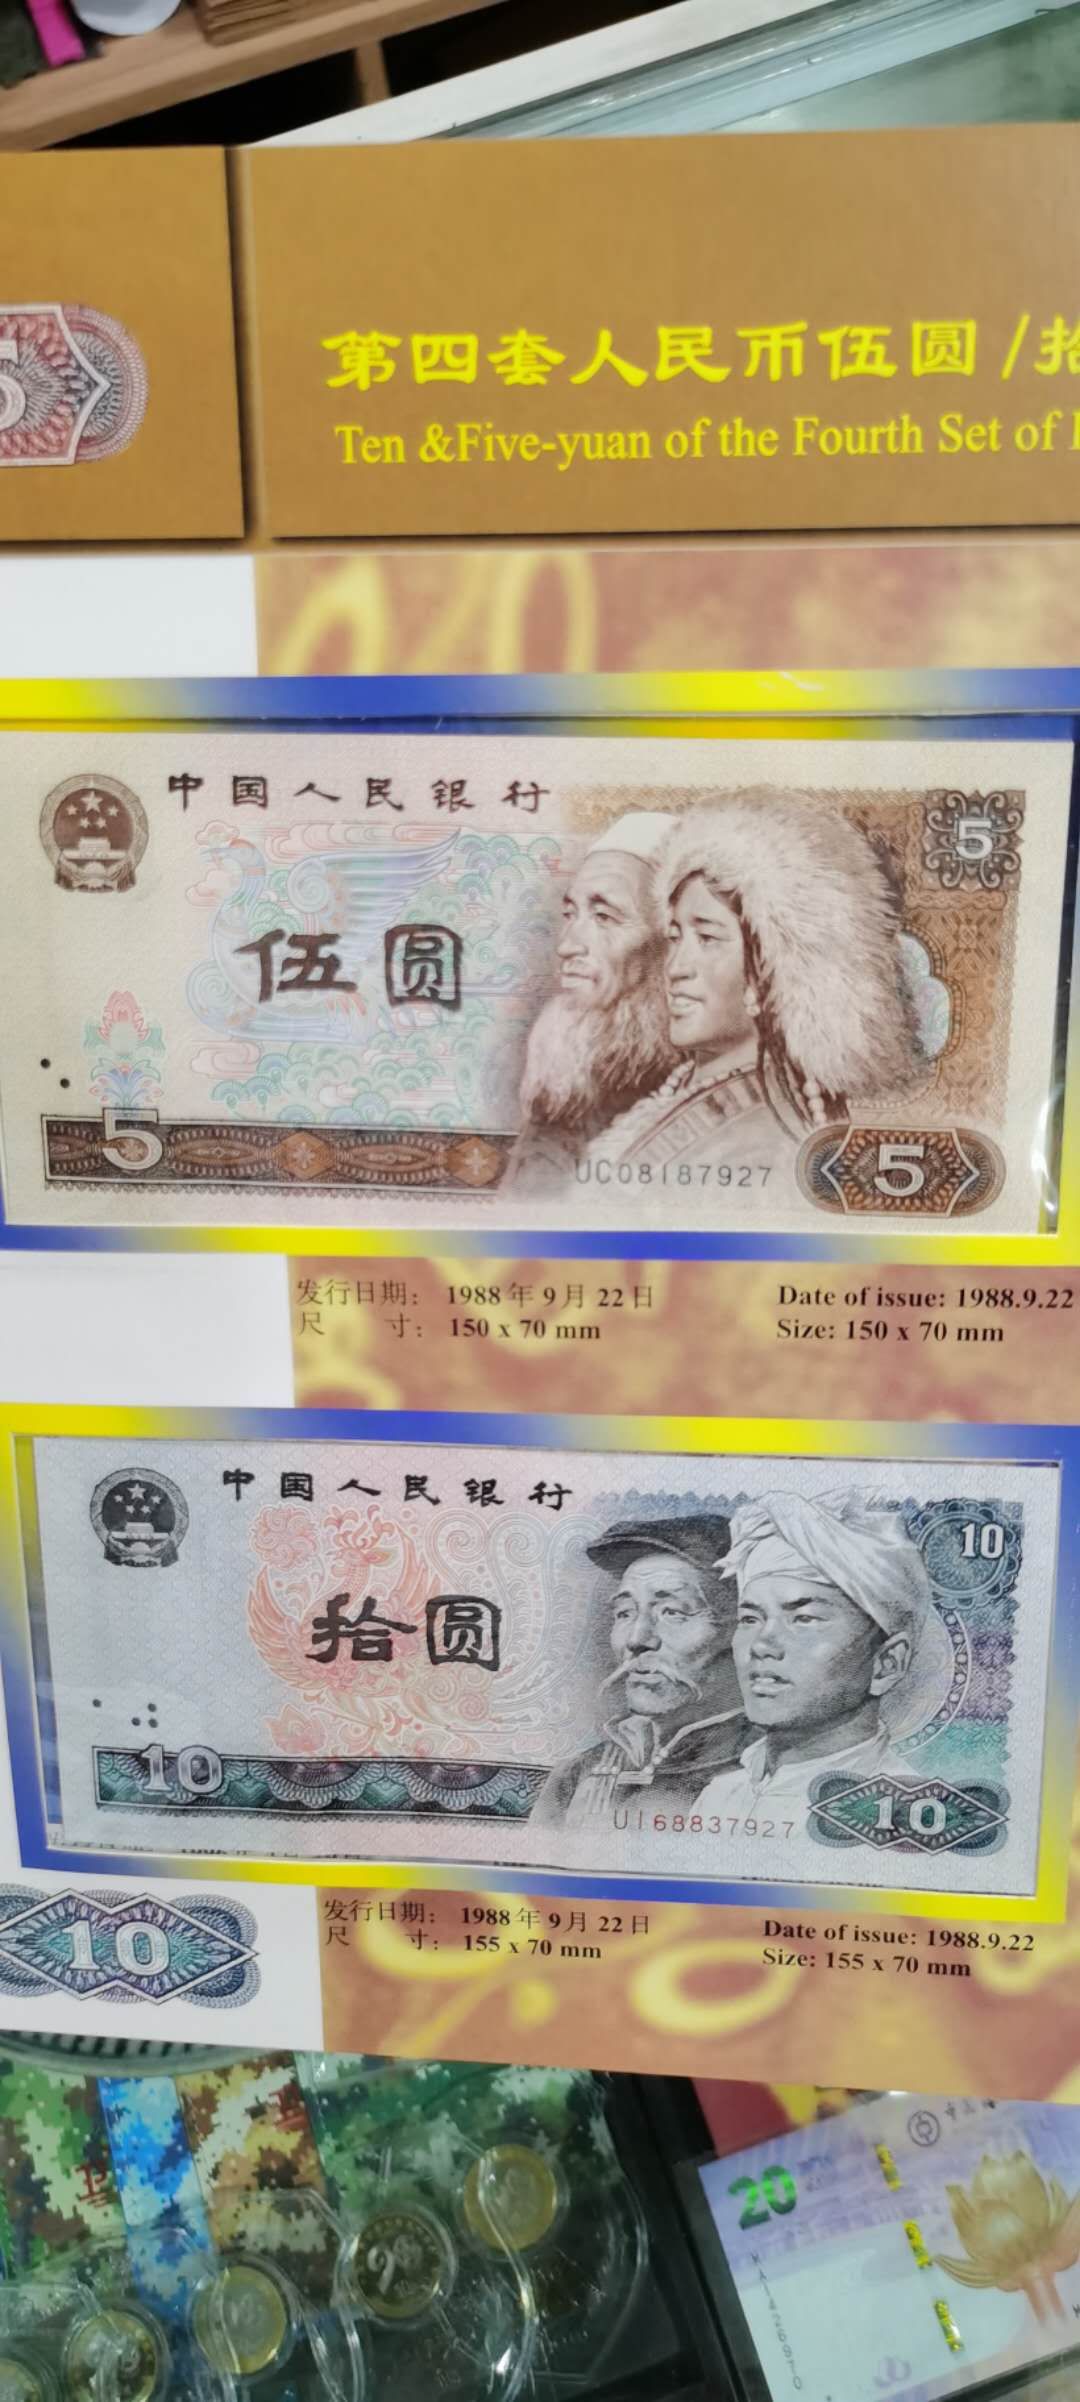 5
第四套人民币伍圆/拾
Ten &Five-yuan of the Fourth Set of
中国人民银行
5
伍圆
5
UC08187927
5
发行日期： 1988年9月22日
尺 寸： 150 x 70 mm
Date of issue: 1988.9.22
Size: 150 x 70 mm
中国人民银行
10
拾圆
10
UI68837927
10
10
发行日期： 1988年9月22日
尺 寸： 155 x 70 mm
Date of issue: 1988.9.22
Size: 155 x 70 mm
20